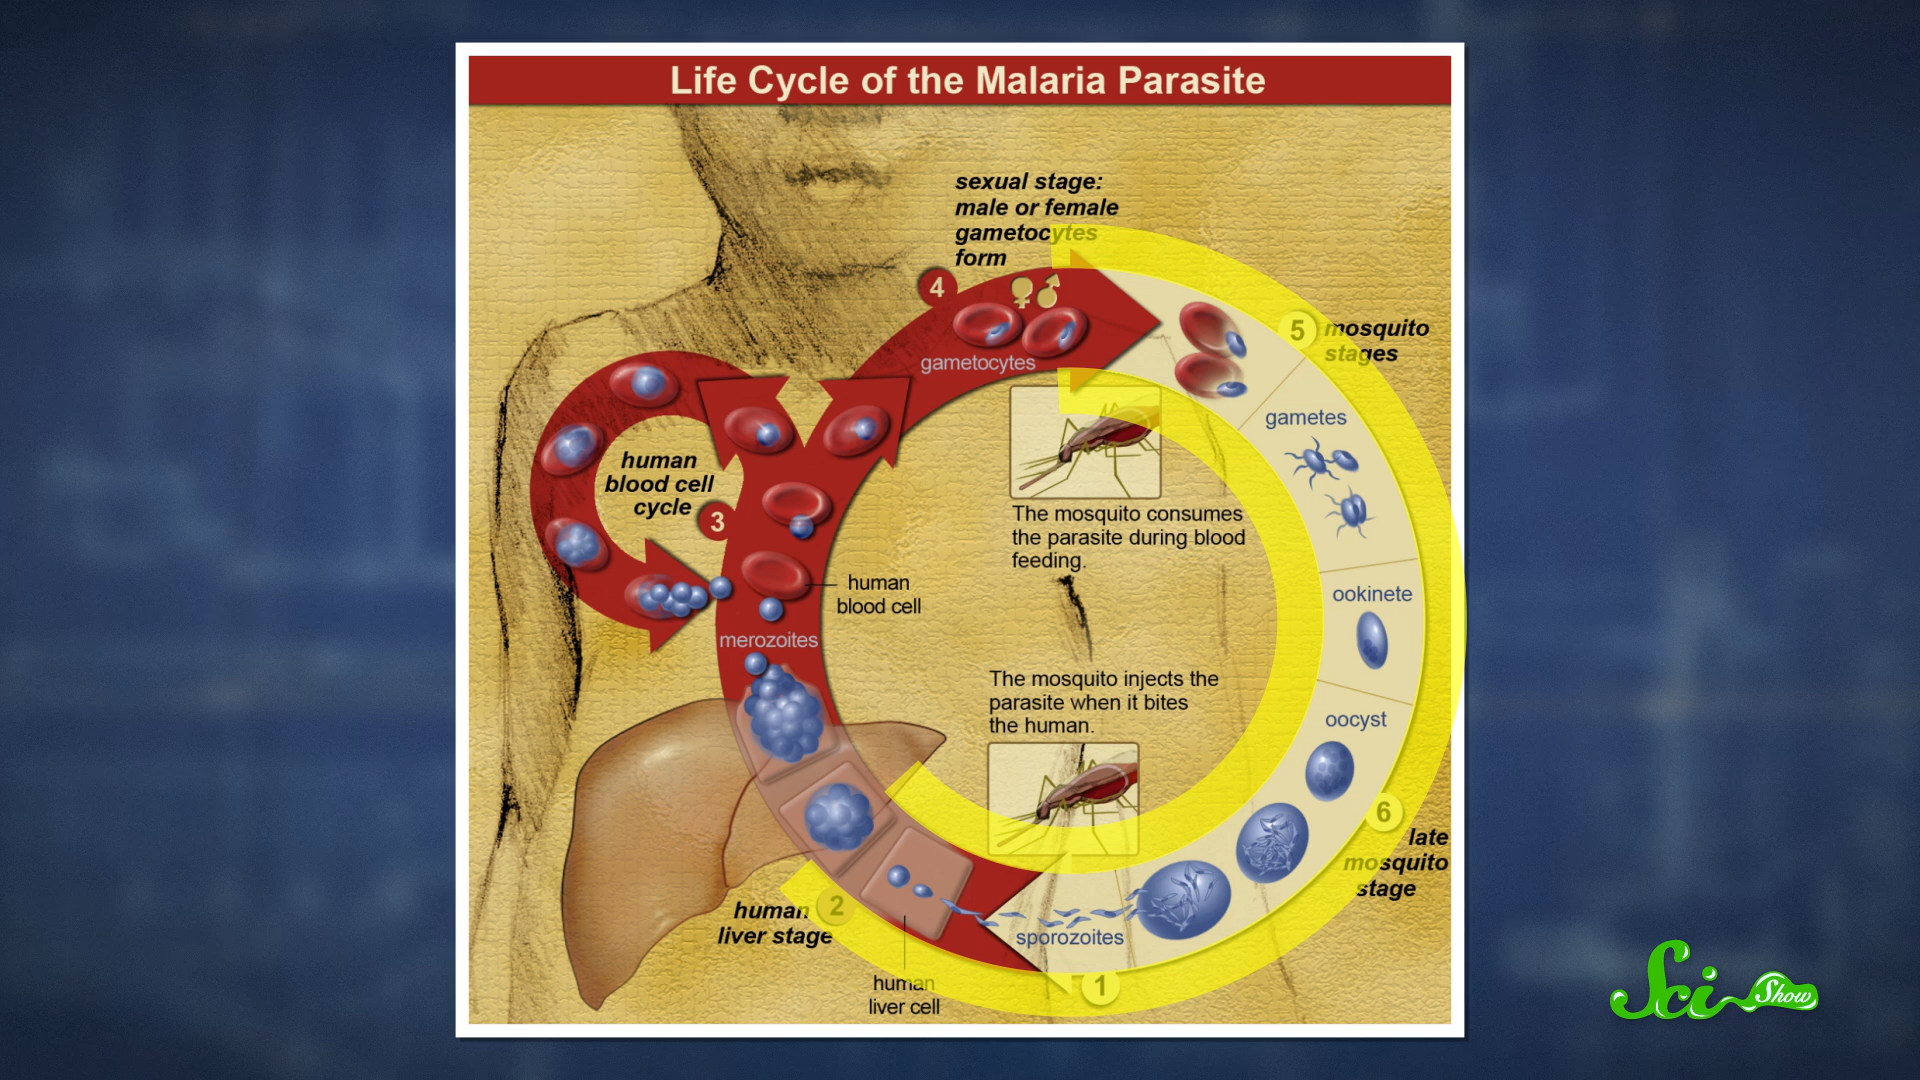 Life Cycle of the Malaria Parasite
sexual stage:
male or female
gametocytes
form
4
gametocytes
5
mosquito
stages
gametes
human
blood cell
cycle
3
The mosquito consumes
the parasite during blood
feeding.
human
blood cell
ookinete
merozoites
The mosquito injects the
parasite when it bites
the human.
oocyst
6
late
mosquito
stage
human
liver stage
2
sporozoites
1
human
liver cell
Sci Show